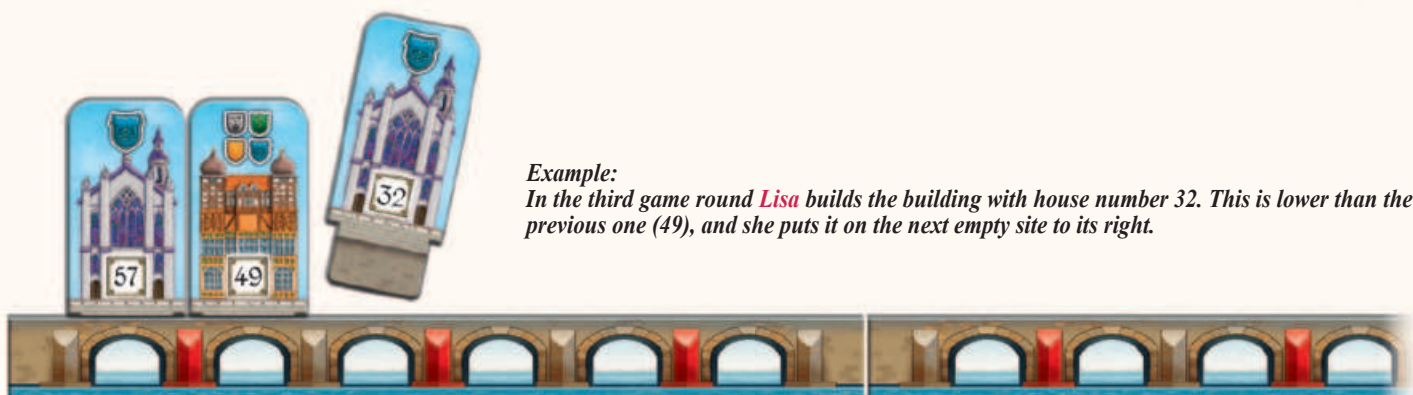 32
57
49
Example:
In the third game round Lisa builds the building with house number 32. This is lower than the
previous one (49), and she puts it on the next empty site to its right.